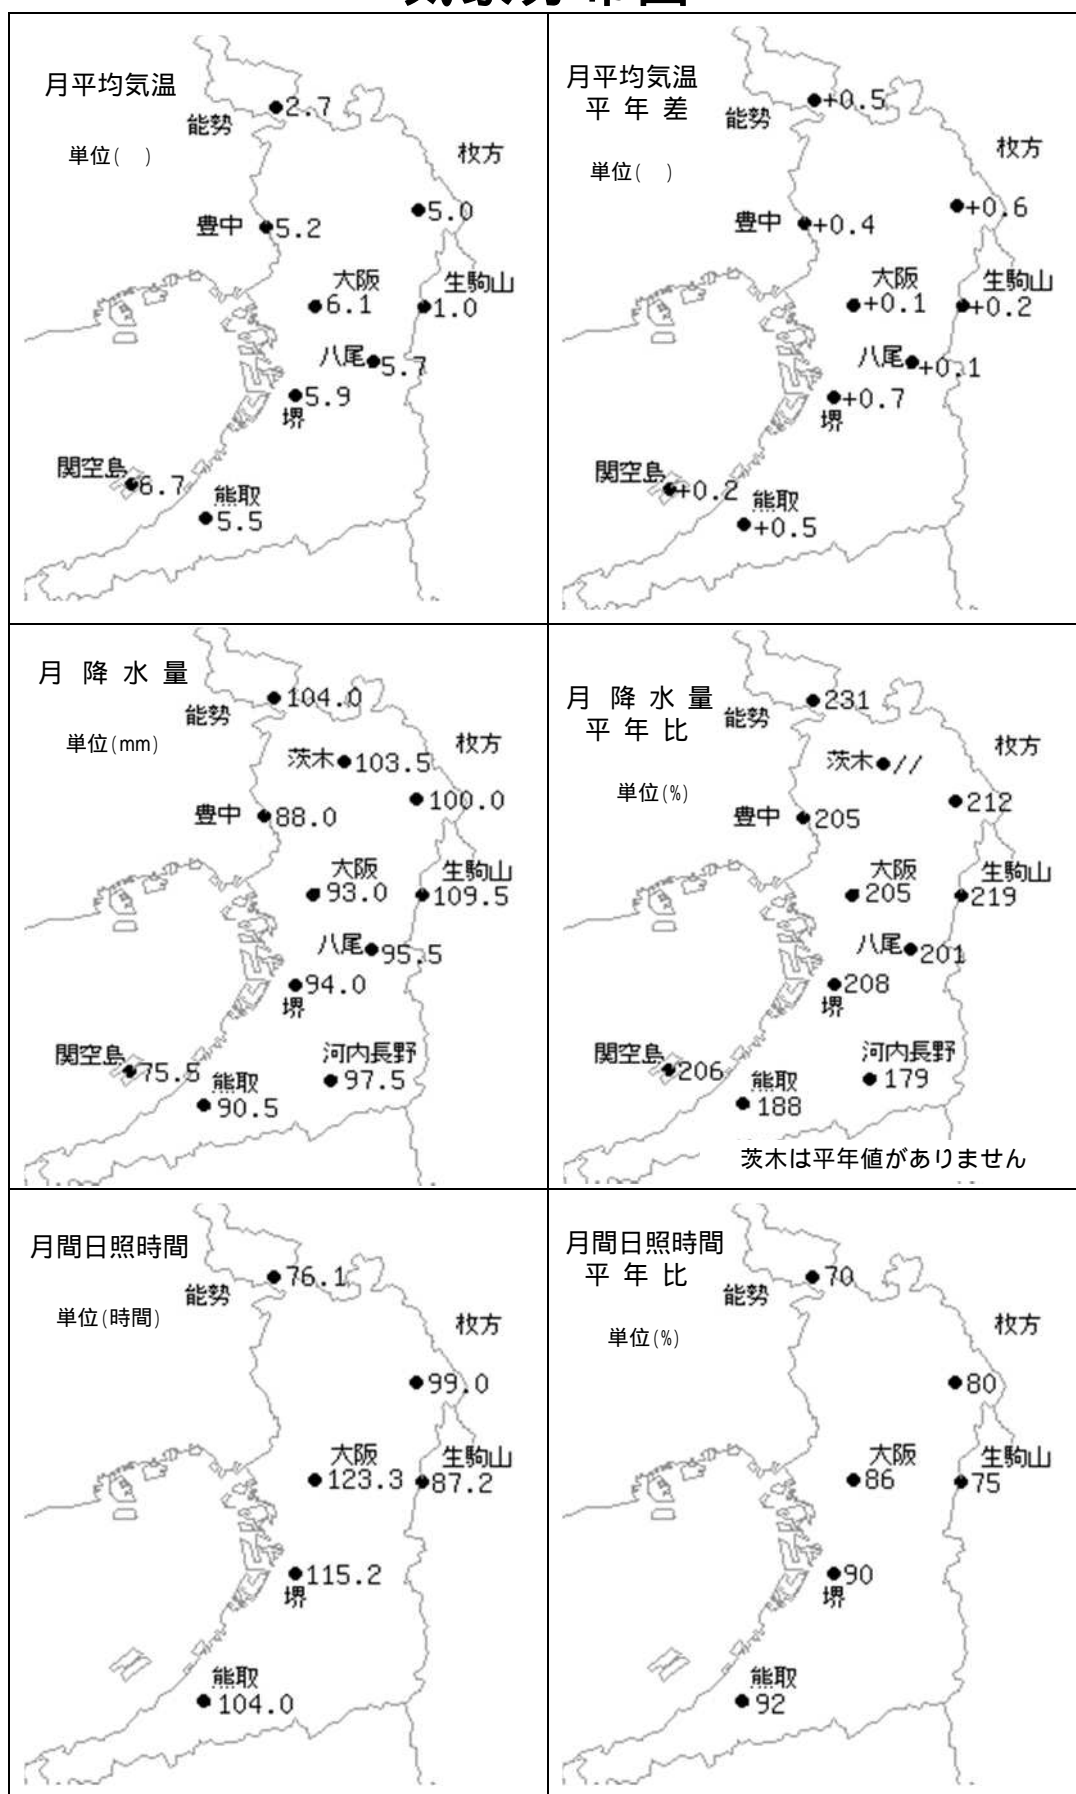 月平均気温
単位( )
能勢
2.7
枚方
5.0
豊中
5.2
大阪
6.1
生駒山
1.0
八尾
5.7
5.9
堺
関空島
6.7
熊取
5.5
月平均気温
平 年 差
単位( )
能勢
+0.5
枚方
+0.6
豊中
+0.4
大阪
+0.1
生駒山
+0.2
八尾
+0.1
+0.7
堺
関空島
+0.2
熊取
+0.5
月 降 水 量
単位(mm)
能勢
104.0
茨木
103.5
枚方
100.0
豊中
88.0
大阪
93.0
生駒山
109.5
八尾
95.5
94.0
堺
関空島
75.5
熊取
90.5
河内長野
97.5
月 降 水 量
平 年 比
単位(%)
能勢
231
茨木
//
枚方
212
豊中
205
大阪
205
生駒山
219
八尾
201
208
堺
関空島
206
熊取
188
河内長野
179
茨木は平年値がありません
月間日照時間
単位(時間)
能勢
76.1
枚方
99.0
大阪
123.3
生駒山
87.2
115.2
堺
熊取
104.0
月間日照時間
平 年 比
単位(%)
能勢
70
枚方
80
大阪
86
生駒山
75
90
堺
熊取
92